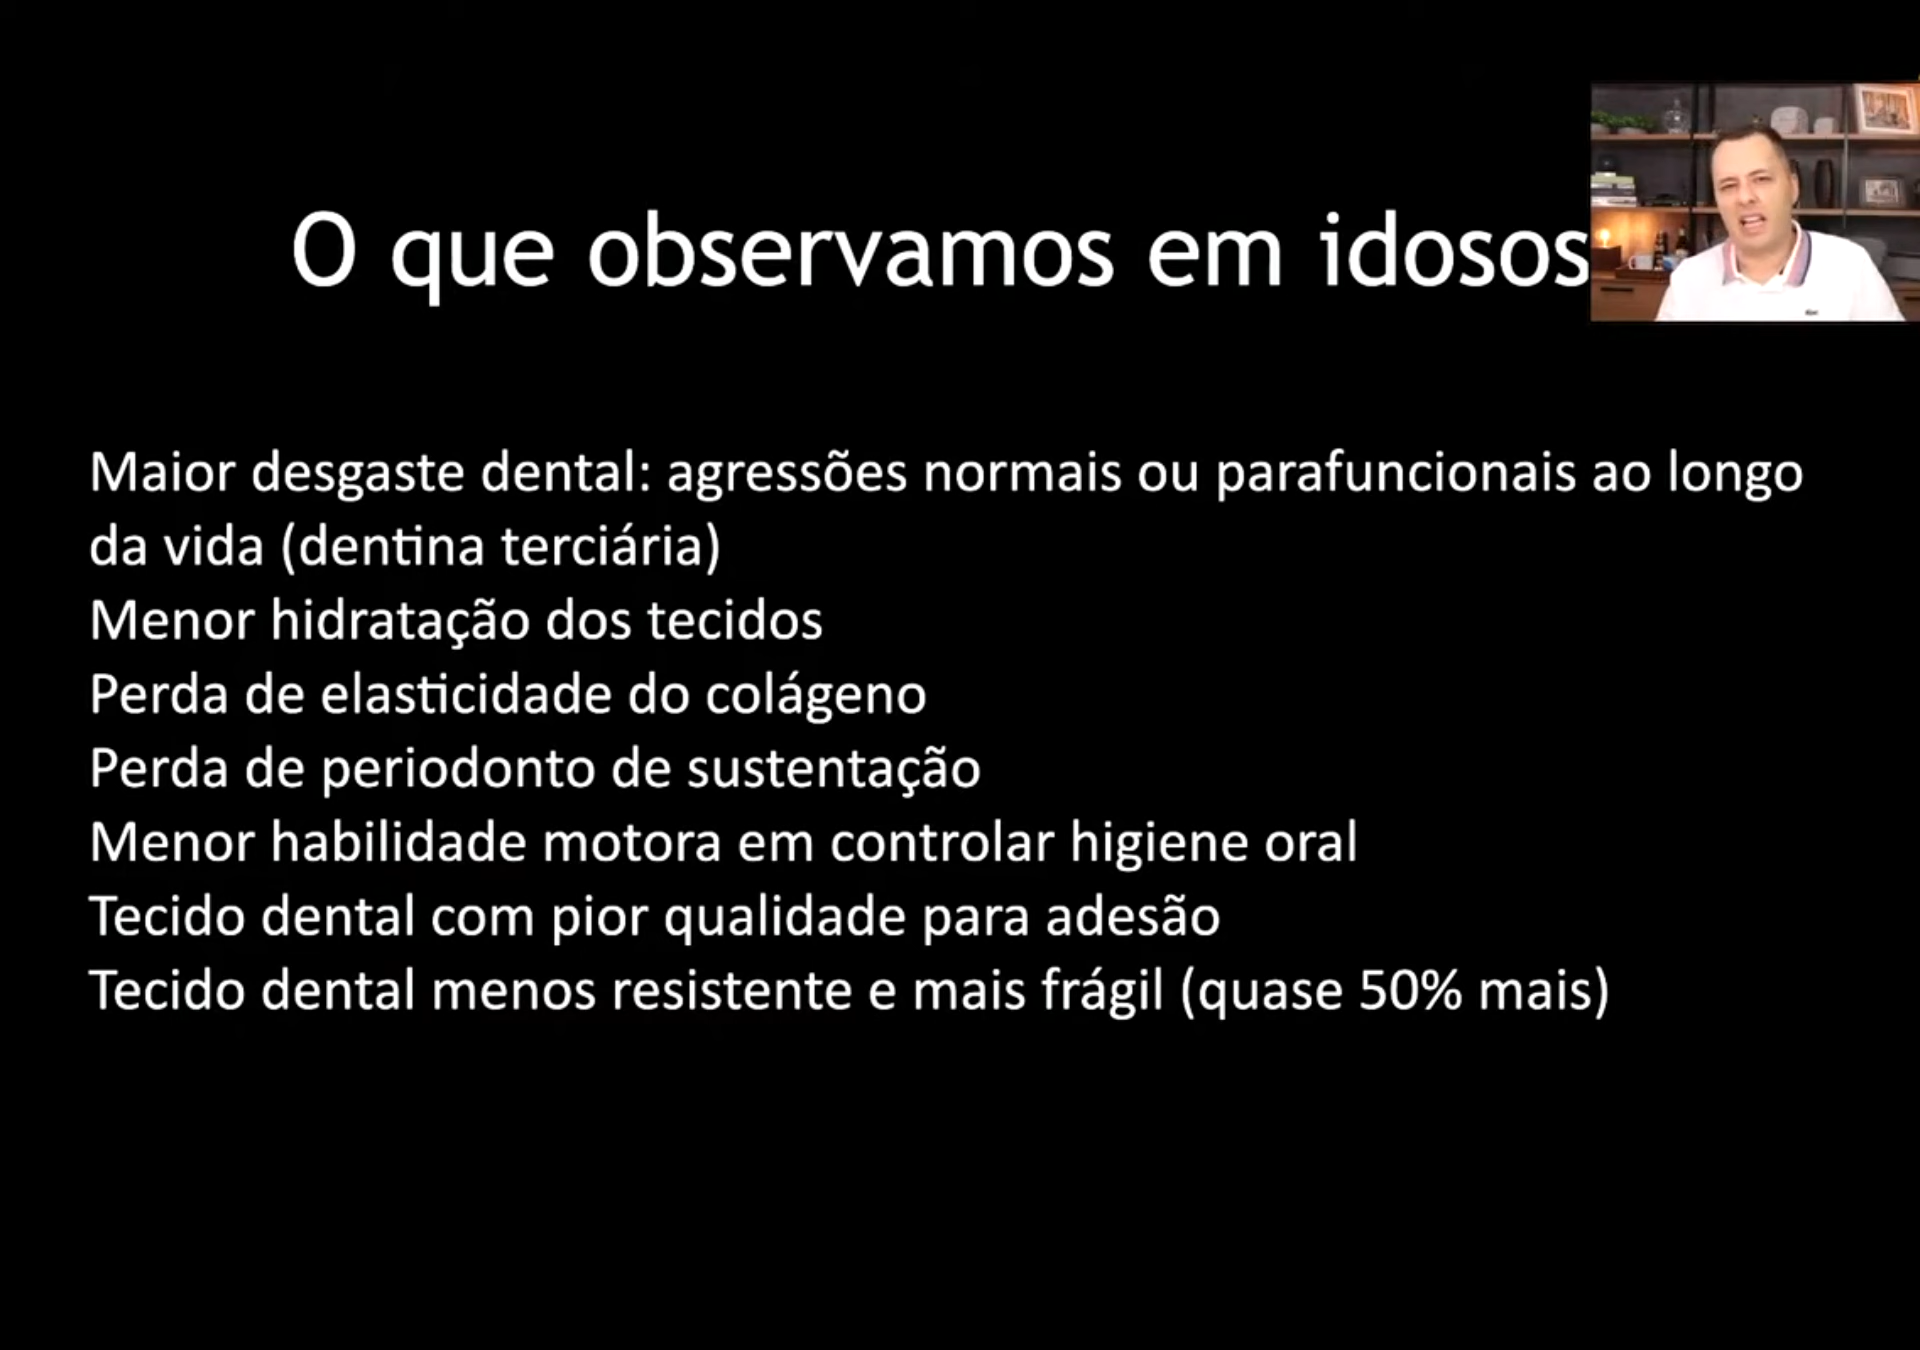 O que observamos em idosos
Maior desgaste dental: agressões normais ou parafuncionais ao longo
da vida (dentina terciária)
Menor hidratação dos tecidos
Perda de elasticidade do colágeno
Perda de periodonto de sustentação
Menor habilidade motora em controlar higiene oral
Tecido dental com pior qualidade para adesão
Tecido dental menos resistente e mais frágil (quase 50% mais)